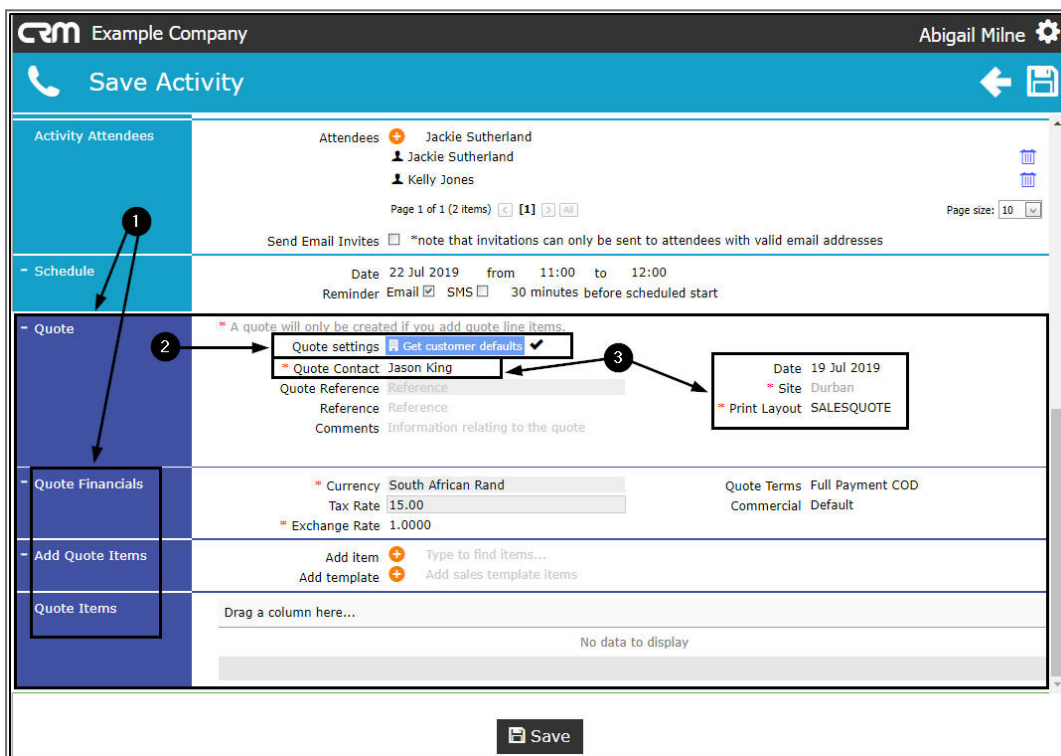 CRM Example Company Abigail Milne
Save Activity
Activity Attendees Attendees Jackie Sutherland
Jackie Sutherland
Kelly Jones
Page 1 of 1 (2 items) < [1] > All Page size: 10
1
Send Email Invites *note that invitations can only be sent to attendees with valid email addresses
- Schedule Date 22 Jul 2019 from 11:00 to 12:00
Reminder Email SMS 30 minutes before scheduled start
- Quote * A quote will only be created if you add quote line items.
2 Quote settings Get customer defaults 3
* Quote Contact Jason King Date 19 Jul 2019
Quote Reference Reference * Site Durban
Reference Reference * Print Layout SALESQUOTE
Comments Information relating to the quote
- Quote Financials * Currency South African Rand Quote Terms Full Payment COD
Tax Rate 15.00 Commercial Default
* Exchange Rate 1.0000
- Add Quote Items Add item Type to find items...
Add template Add sales template items
Quote Items Drag a column here...
No data to display
Save